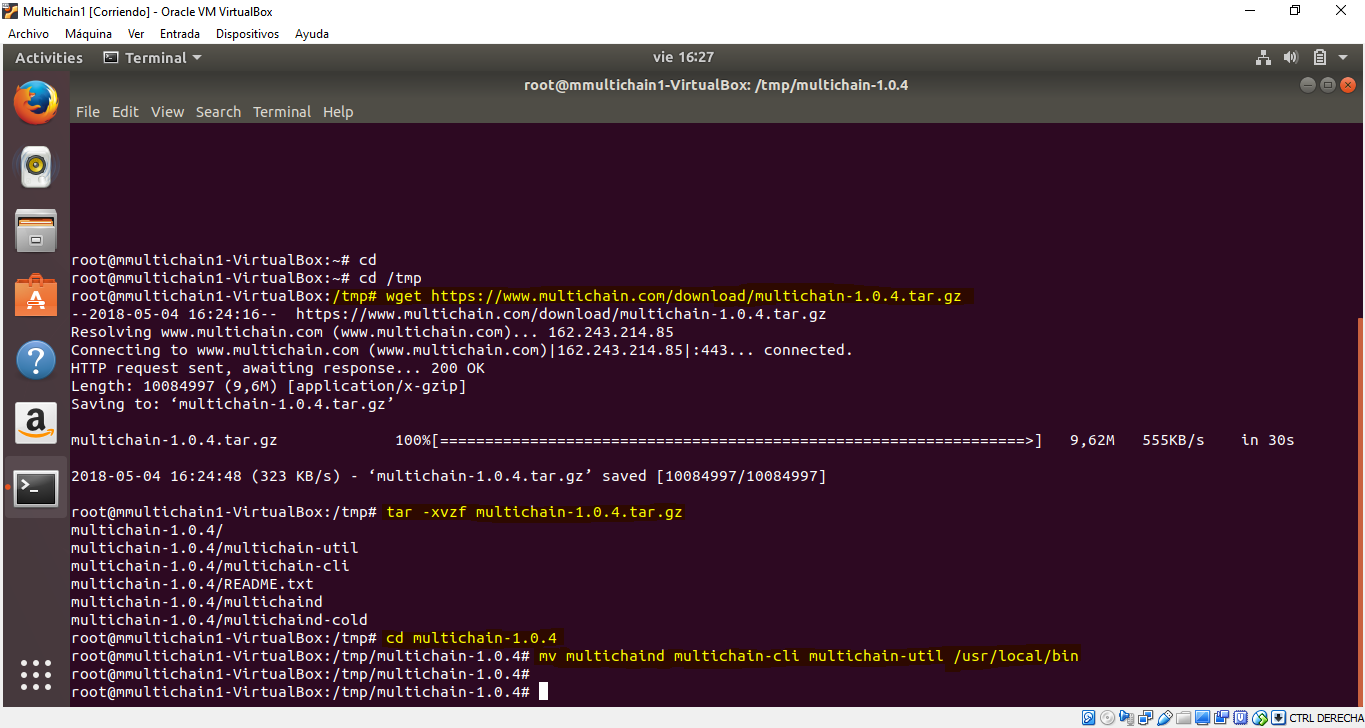 Multichain1 [Corriendo] - Oracle VM VirtualBox
Archivo Máquina Ver Entrada Dispositivos Ayuda
Activities Terminal vie 16:27
root@mmultichain1-VirtualBox: /tmp/multichain-1.0.4
File Edit View Search Terminal Help
root@mmultichain1-VirtualBox:~# cd
root@mmultichain1-VirtualBox:~# cd /tmp
root@mmultichain1-VirtualBox:/tmp# wget https://www.multichain.com/download/multichain-1.0.4.tar.gz
--2018-05-04 16:24:16--  https://www.multichain.com/download/multichain-1.0.4.tar.gz
Resolving www.multichain.com (www.multichain.com)... 162.243.214.85
Connecting to www.multichain.com (www.multichain.com)|162.243.214.85|:443... connected.
HTTP request sent, awaiting response... 200 OK
Length: 10084997 (9,6M) [application/x-gzip]
Saving to: ‘multichain-1.0.4.tar.gz’
multichain-1.0.4.tar.gz 100%[=================================================================>] 9,62M 555KB/s in 30s
2018-05-04 16:24:48 (323 KB/s) - ‘multichain-1.0.4.tar.gz’ saved [10084997/10084997]
root@mmultichain1-VirtualBox:/tmp# tar -xvzf multichain-1.0.4.tar.gz
multichain-1.0.4/
multichain-1.0.4/multichain-util
multichain-1.0.4/multichain-cli
multichain-1.0.4/README.txt
multichain-1.0.4/multichaind
multichain-1.0.4/multichaind-cold
root@mmultichain1-VirtualBox:/tmp# cd multichain-1.0.4
root@mmultichain1-VirtualBox:/tmp/multichain-1.0.4# mv multichaind multichain-cli multichain-util /usr/local/bin
root@mmultichain1-VirtualBox:/tmp/multichain-1.0.4#
root@mmultichain1-VirtualBox:/tmp/multichain-1.0.4#
CTRL DERECHA